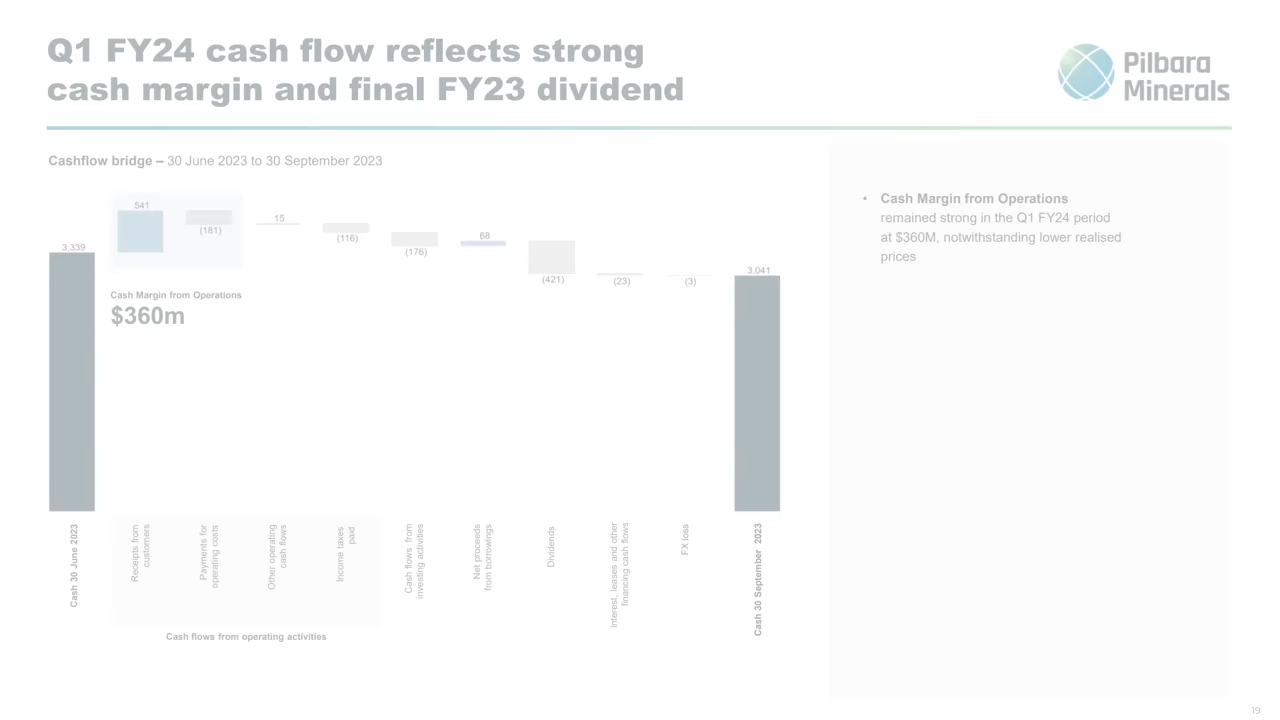 Q1 FY24 cash flow reflects strong
cash margin and final FY23 dividend
Pilbara
Minerals
Cashflow bridge – 30 June 2023 to 30 September 2023
3,339
541
(181)
15
(116)
(176)
68
(421)
(23)
(3)
3,041
Cash Margin from Operations
$360m
Cash 30 June 2023
Receipts from
customers
Payments for
operating costs
Other operating
cash flows
Income taxes
paid
Cash flows from
investing activities
Net proceeds
from borrowings
Dividends
Interest, leases and other
financing cash flows
FX loss
Cash 30 September 2023
Cash flows from operating activities
• Cash Margin from Operations
remained strong in the Q1 FY24 period
at $360M, notwithstanding lower realised
prices
19